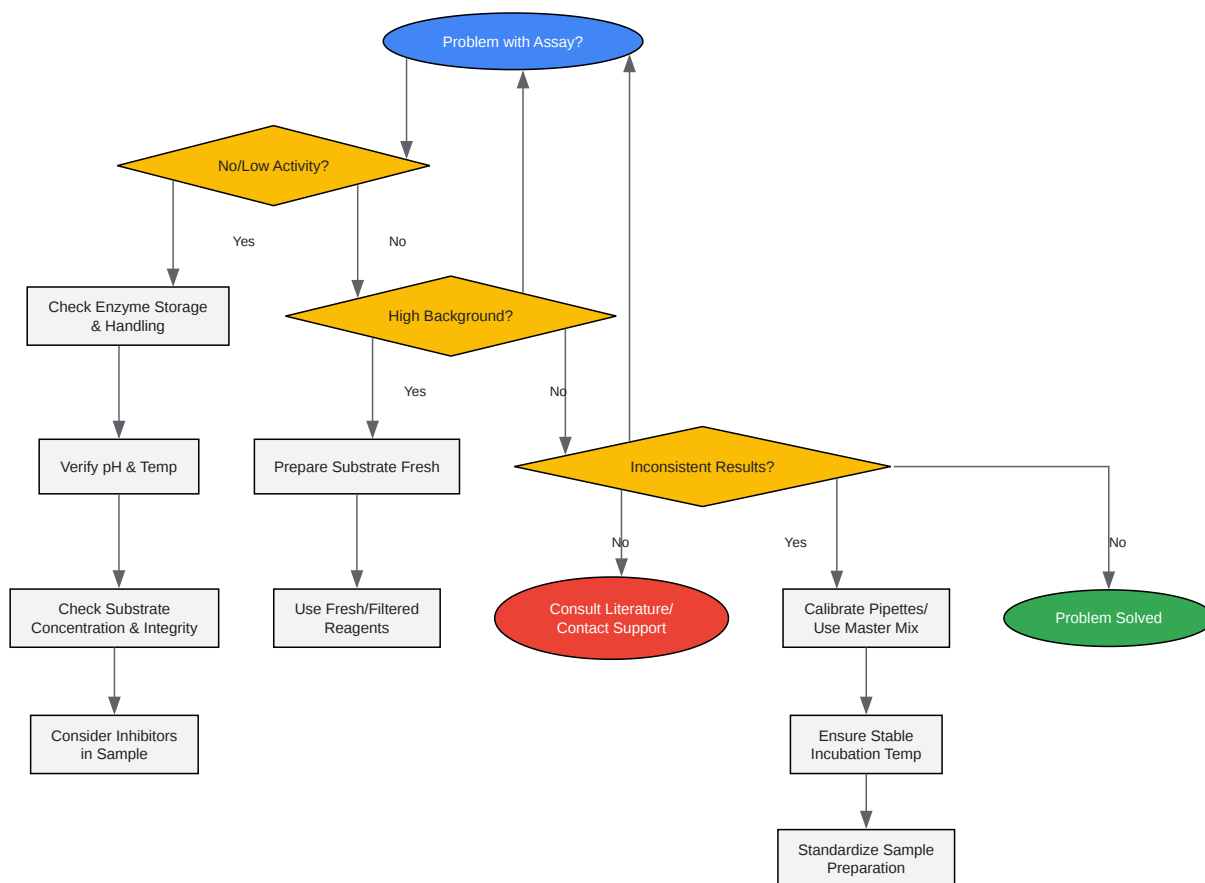 Problem with Assay?
No/Low Activity?
Yes
No
Check Enzyme Storage
& Handling
High Background?
Yes
No
Verify pH & Temp
Prepare Substrate Fresh
Inconsistent Results?
No
Yes
No
Check Substrate
Concentration & Integrity
Use Fresh/Filtered
Reagents
Consult Literature/
Contact Support
Calibrate Pipettes/
Use Master Mix
Problem Solved
Consider Inhibitors
in Sample
Ensure Stable
Incubation Temp
Standardize Sample
Preparation